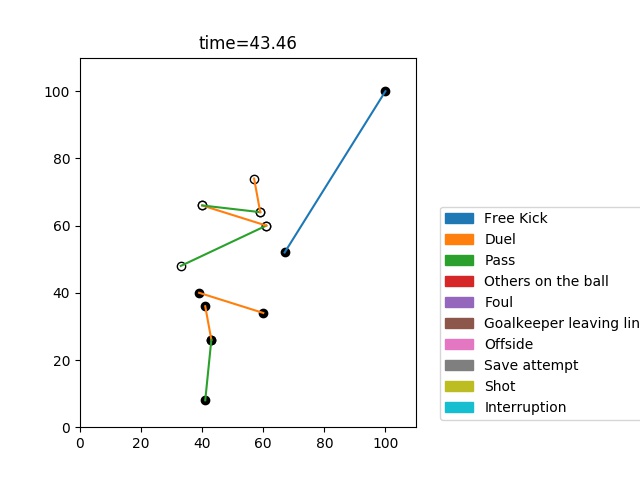 time=43.46
100
80
60
40
20
0
0
20
40
60
80
100
Free Kick
Duel
Pass
Others on the ball
Foul
Goalkeeper leaving lin
Offside
Save attempt
Shot
Interruption